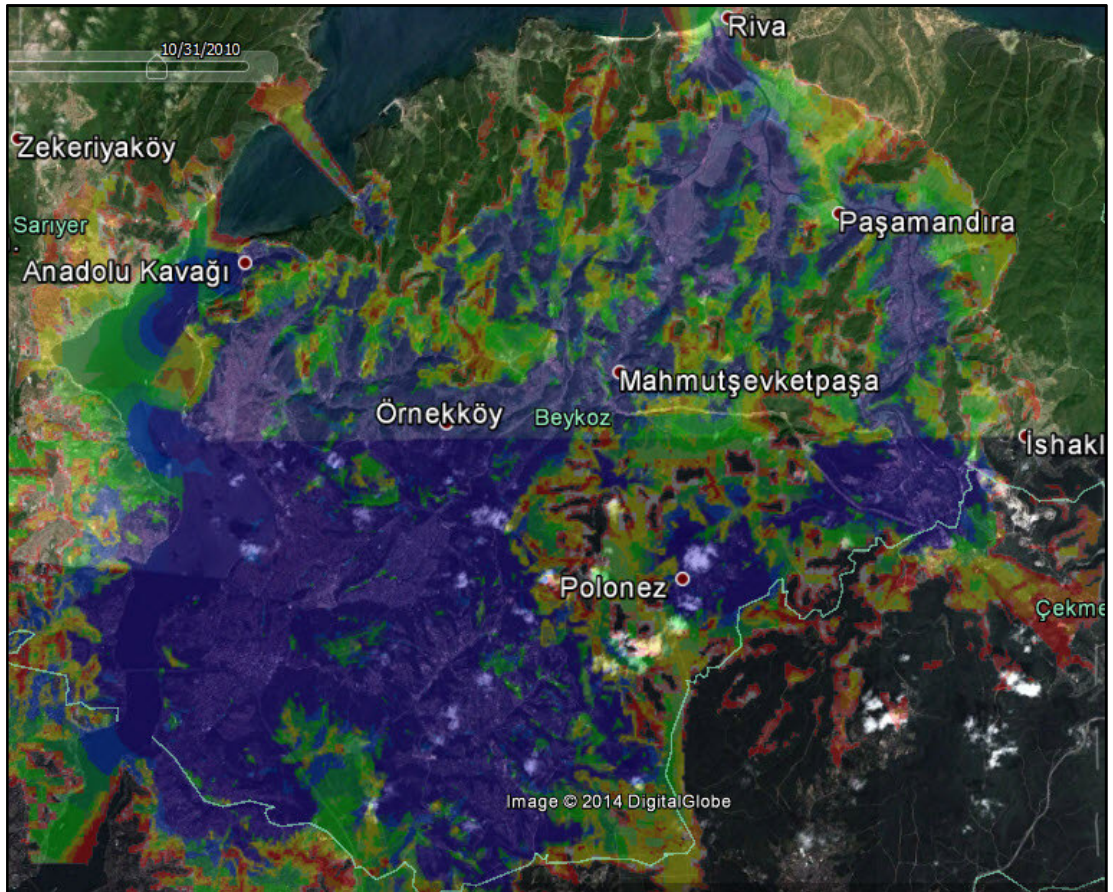 Riva
10/31/2010
Zekeriyaköy
Sarıyer
Paşamandıra
Anadolu Kavağı
Mahmutşevketpaşa
Örnekköy
Beykoz
İshakl
Polonez
Çekme
Image © 2014 DigitalGlobe